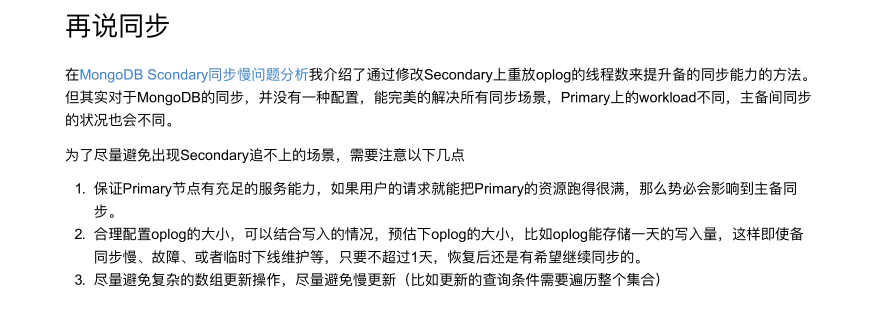 再说同步
在MongoDB Scondary同步慢问题分析我介绍了通过修改Secondary上重放oplog的线程数来提升备的同步能力的方法。
但其实对于MongoDB的同步，并没有一种配置，能完美的解决所有同步场景，Primary上的workload不同，主备间同步
的状况也会不同。
为了尽量避免出现Secondary追不上的场景，需要注意以下几点
1. 保证Primary节点有充足的服务能力，如果用户的请求就能把Primary的资源跑得很满，那么势必会影响到主备同
步。
2. 合理配置oplog的大小，可以结合写入的情况，预估下oplog的大小，比如oplog能存储一天的写入量，这样即使备
同步慢、故障、或者临时下线维护等，只要不超过1天，恢复后还是有希望继续同步的。
3. 尽量避免复杂的数组更新操作，尽量避免慢更新（比如更新的查询条件需要遍历整个集合）